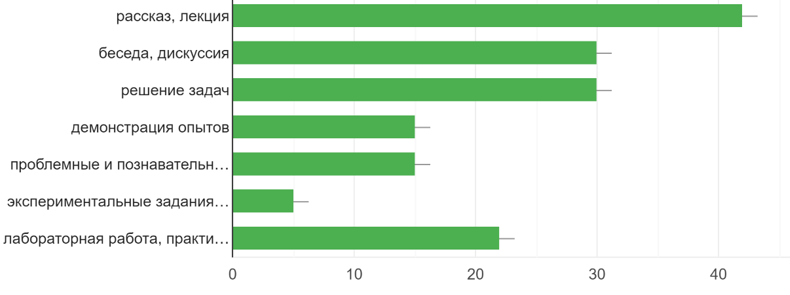 рассказ, лекция
беседа, дискуссия
решение задач
демонстрация опытов
проблемные и познавательн…
экспериментальные задания…
лабораторная работа, практи…
0 10 20 30 40